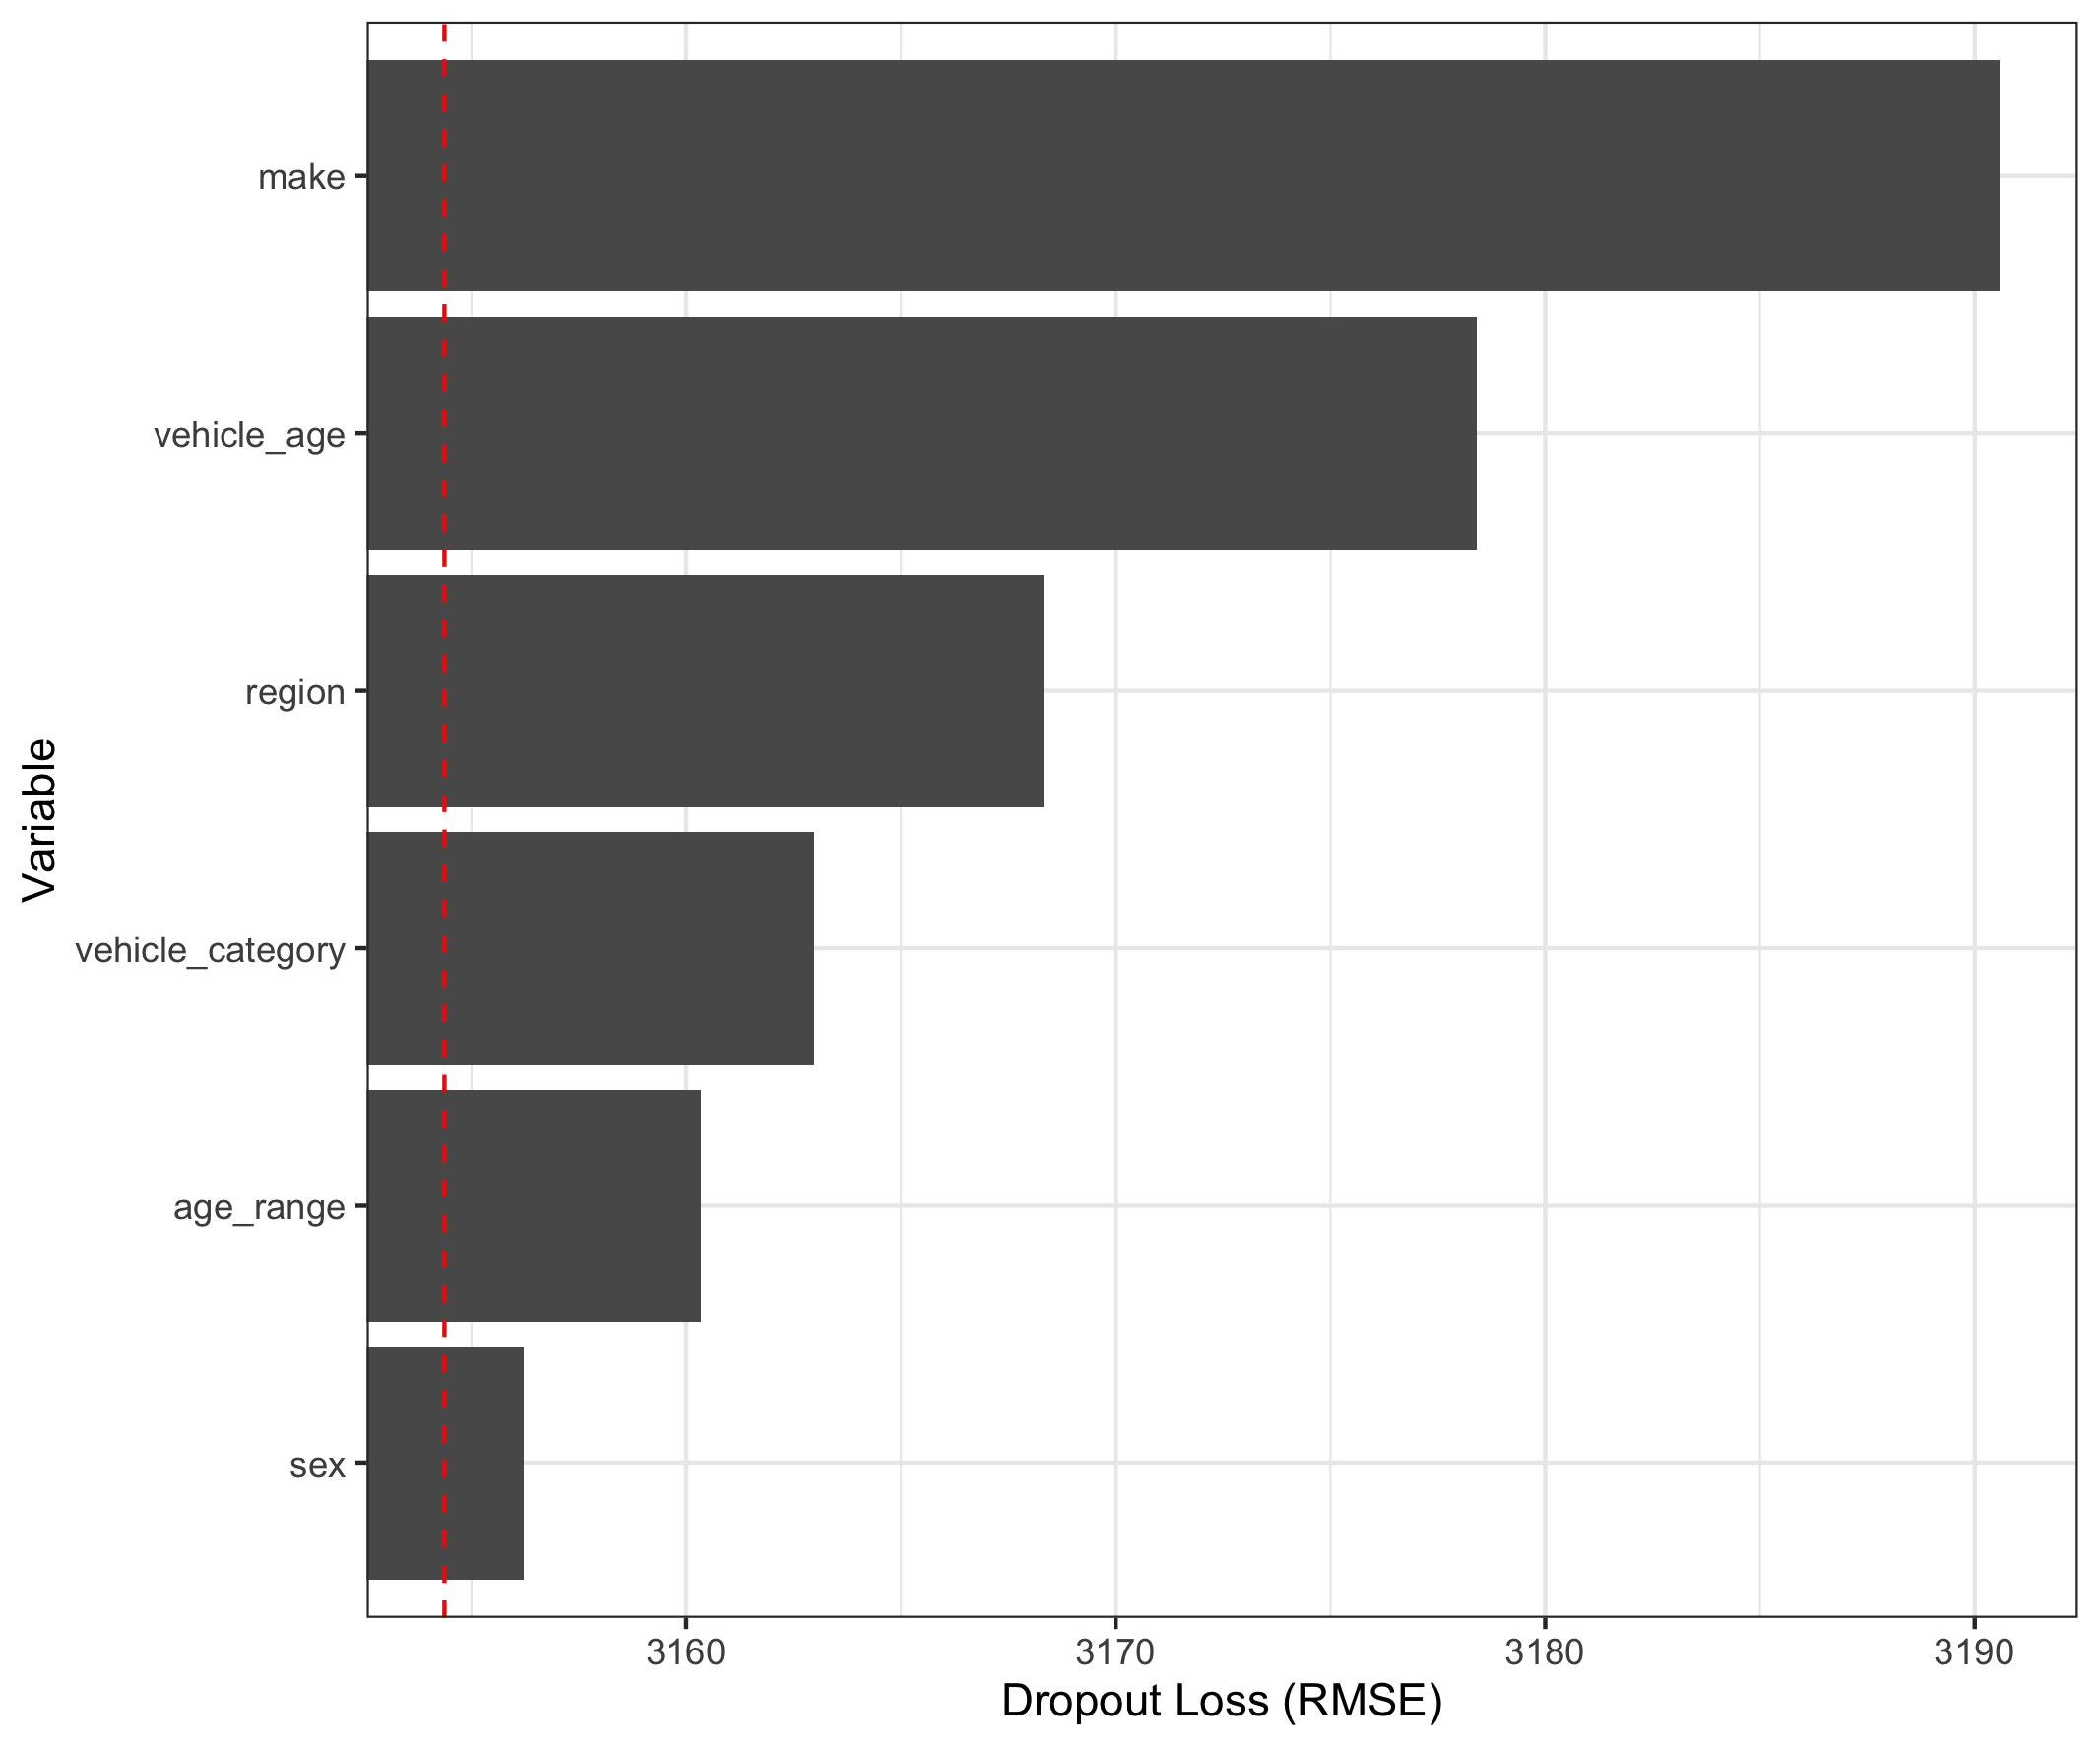 Variable
make
vehicle_age
region
vehicle_category
age_range
sex
3160 3170 3180 3190
Dropout Loss (RMSE)